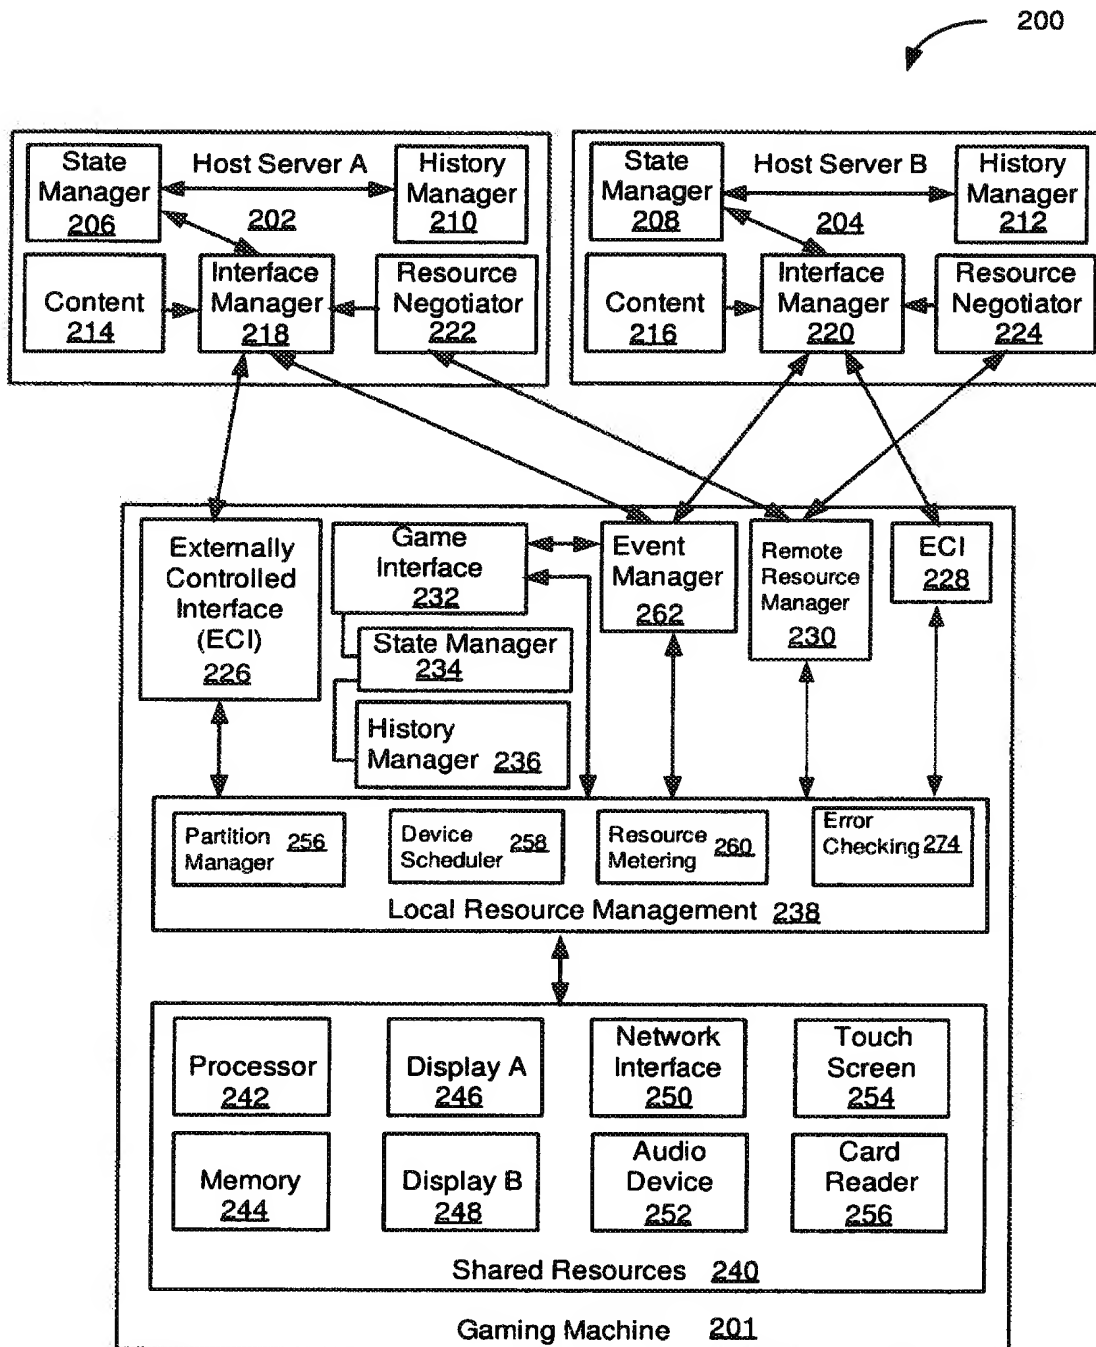 200
State
Manager
206
Host Server A
202
History
Manager
210
Content
214
Interface
Manager
218
Resource
Negotiator
222
State
Manager
208
Host Server B
204
History
Manager
212
Content
216
Interface
Manager
220
Resource
Negotiator
224
Externally
Controlled
Interface
(ECI)
226
Game
Interface
232
State Manager
234
History
Manager 236
Event
Manager
262
Remote
Resource
Manager
230
ECI
228
Partition 256
Manager
Device 258
Scheduler
Resource 260
Metering
Error
Checking 274
Local Resource Management 238
Processor
242
Display A
246
Network
Interface
250
Touch
Screen
254
Memory
244
Display B
248
Audio
Device
252
Card
Reader
256
Shared Resources 240
Gaming Machine 201